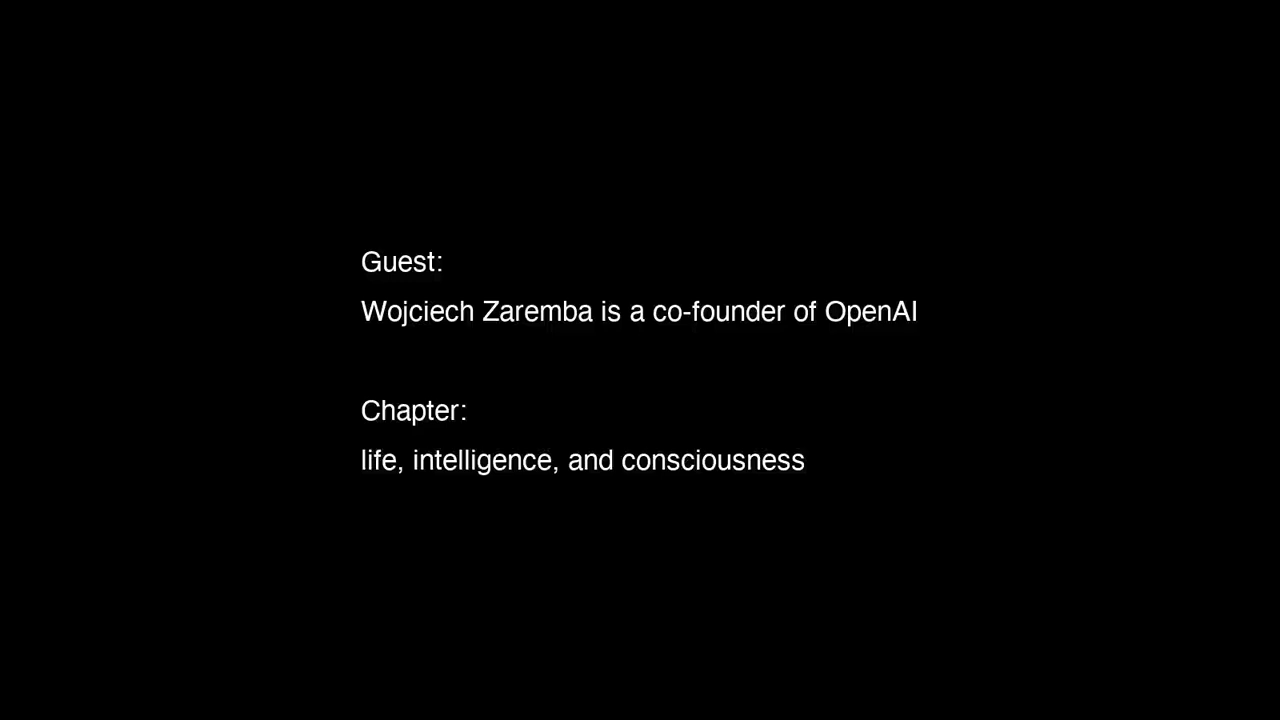 Guest:
Wojciech Zaremba is a co-founder of OpenAI
Chapter:
life, intelligence, and consciousness